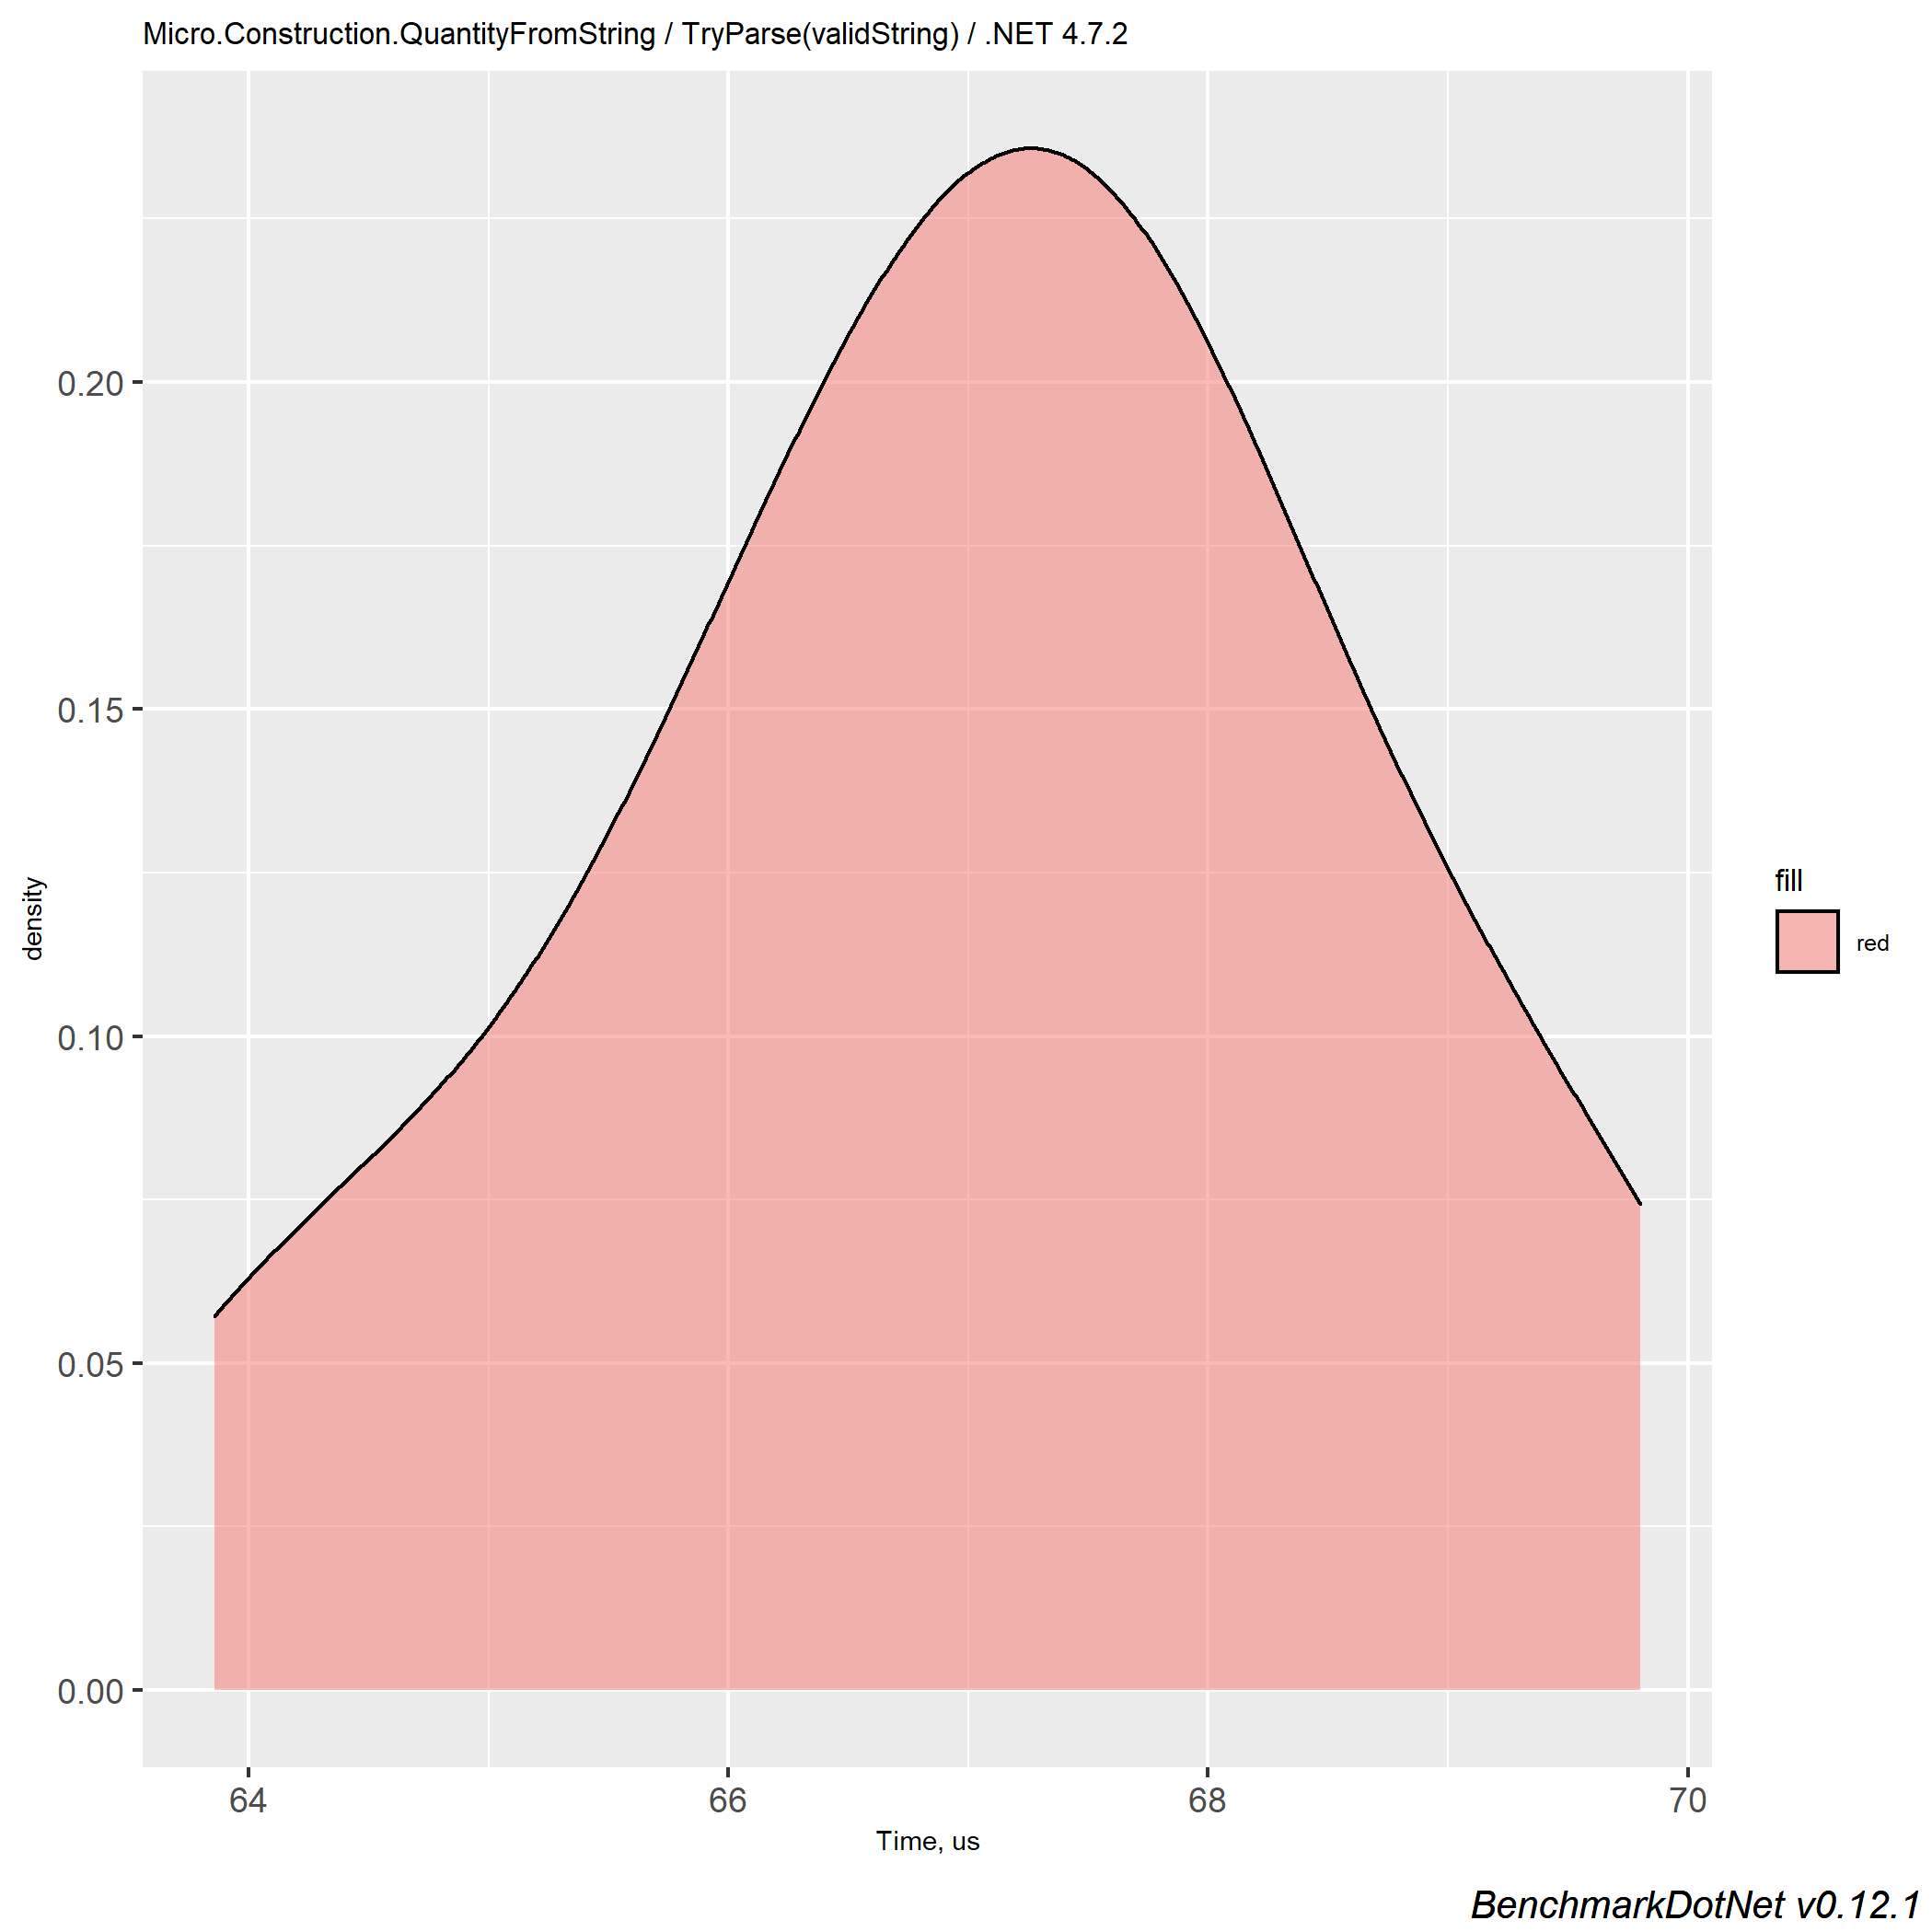 Micro.Construction.QuantityFromString / TryParse(validString) / .NET 4.7.2
0.20
0.15
0.10
0.05
0.00
density
64 66 68 70
Time, us
fill
red
BenchmarkDotNet v0.12.1